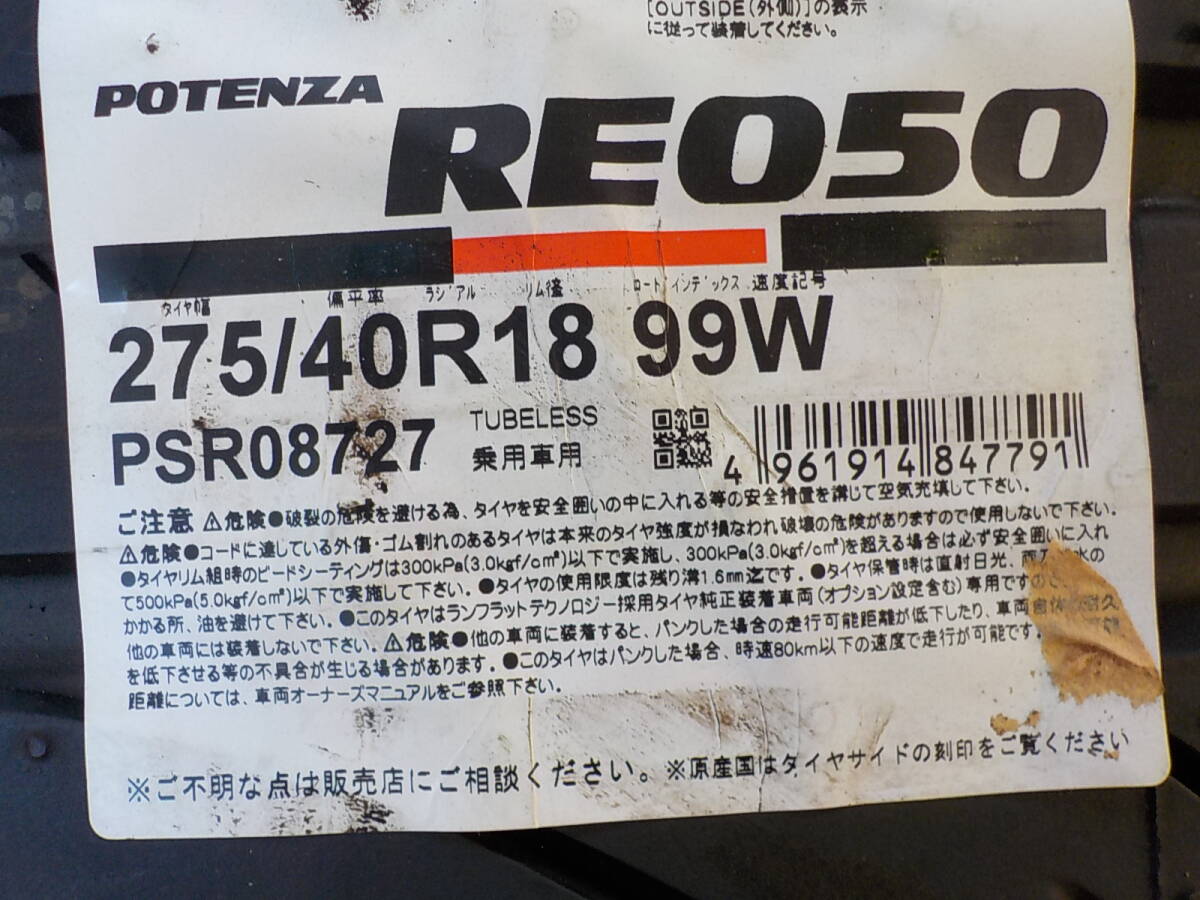 [OUTSIDE(外側)]の表示
に従って装着してください。
POTENZA
RE050
タイヤ幅 偏平率 ラジアル リム径 ロードインデックス 速度記号
275/40R18 99W
PSR08727
TUBELESS
乗用車用
4 961914 847791
ご注意 ⚠危険●破裂の危険を避ける為、タイヤを安全囲いの中に入れる等の安全措置を講じて空気充填して下さい。
⚠危険●コードに達している外傷・ゴム割れのあるタイヤは本来のタイヤ強度が損なわれ破壊の危険がありますので使用しないで下さい。
●タイヤリム組時のビードシーティングは300kPa(3.0kgf/c㎡)以下で実施し、300kPa(3.0kgf/c㎡)を超える場合は必ず安全囲いに入れ
て500kPa(5.0kgf/c㎡)以下で実施して下さい。●タイヤの使用限度は残り溝1.6㎜迄です。●タイヤ保管時は直射日光、雨 水の
かかる所、油を避けて下さい。●このタイヤはランフラットテクノロジー採用タイヤ純正装着車両(オプション設定含む)専用ですの
他の車両には装着しないで下さい。⚠危険●他の車両に装着すると、パンクした場合の走行可能距離が低下したり、車両 耐久
を低下させる等の不具合が生じる場合があります。●このタイヤはパンクした場合、時速80km以下の速度で走行が可能です。
距離については、車両オーナーズマニュアルをご参照下さい。
※ご不明な点は販売店にご相談ください。※原産国はタイヤサイドの刻印をご覧ください